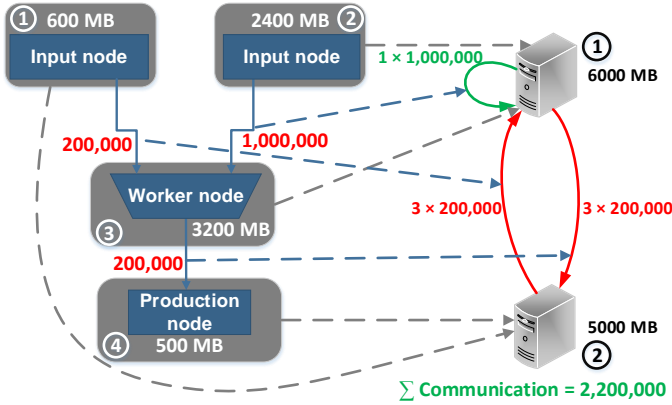 ① 600 MB
Input node
2400 MB ②
Input node
1 × 1,000,000
①
6000 MB
200,000
1,000,000
Worker node
③ 3200 MB
3 × 200,000
3 × 200,000
200,000
Production
node
④ 500 MB
5000 MB
②
∑ Communication = 2,200,000